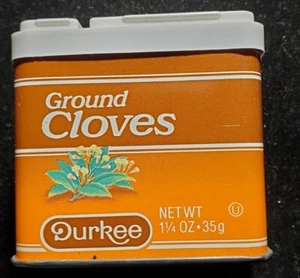 Ground
Cloves
Durkee
NET WT
1¼ OZ • 35g
U